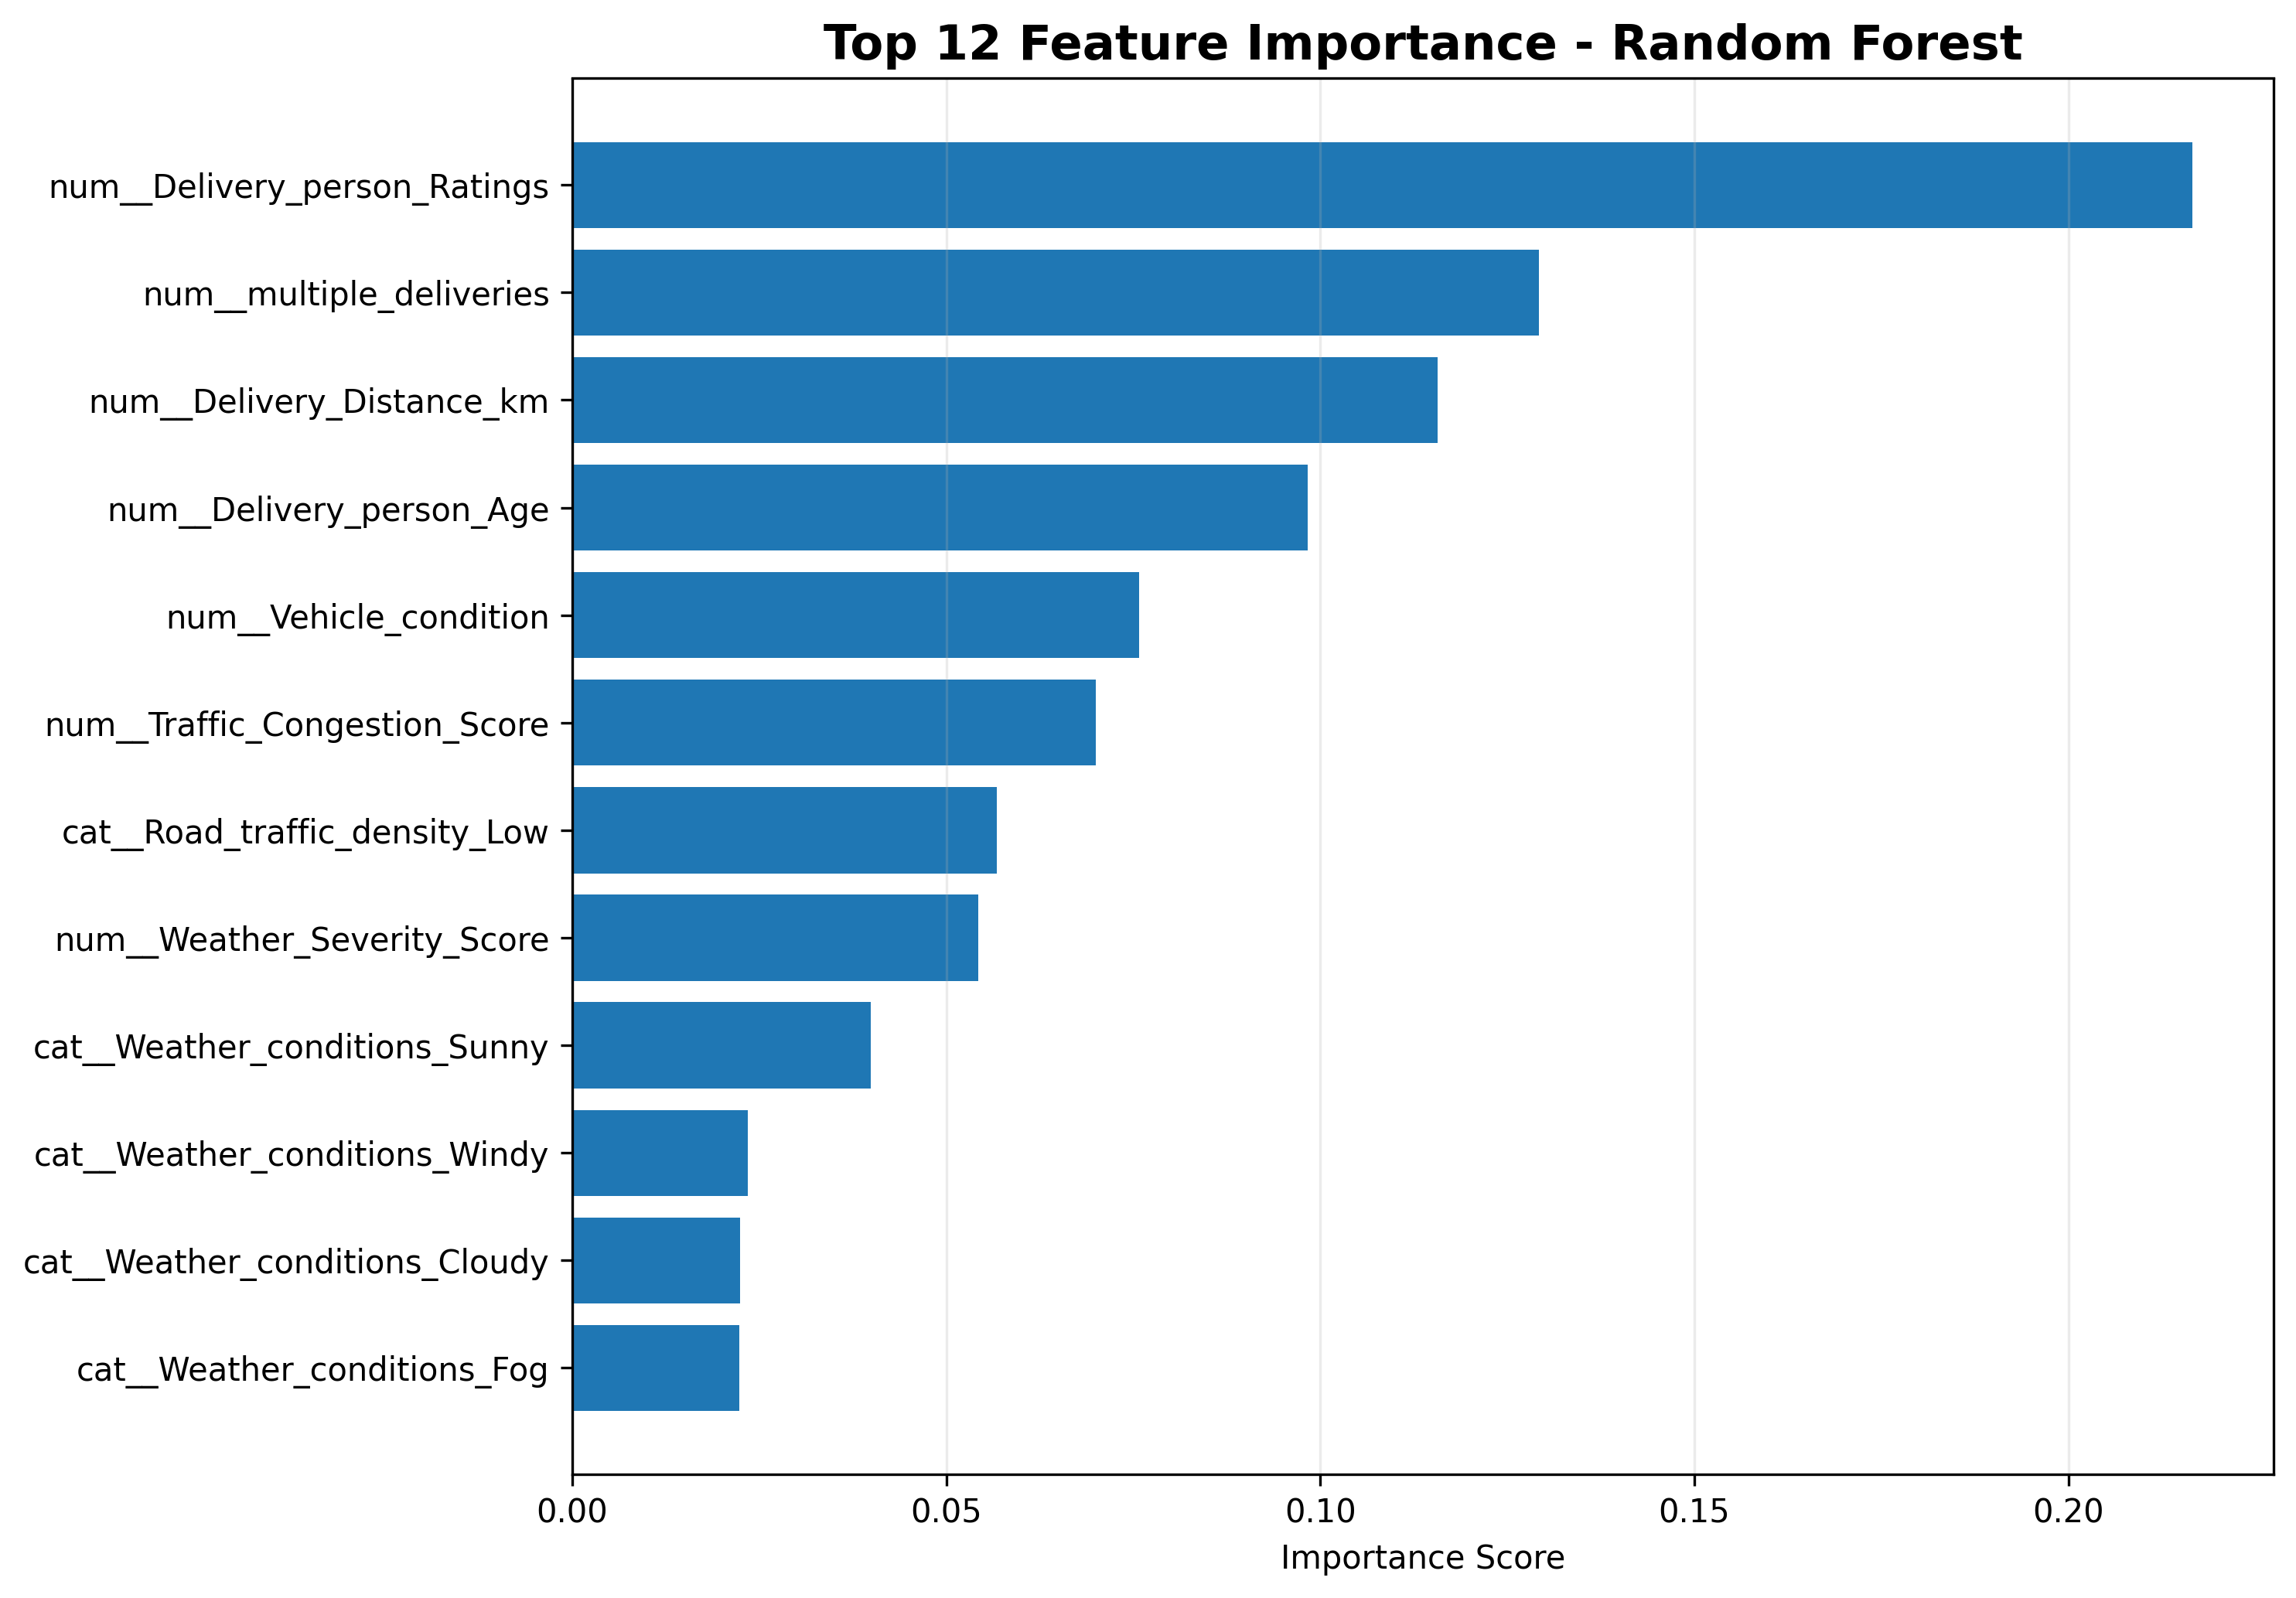 Top 12 Feature Importance - Random Forest
num__Delivery_person_Ratings
num__multiple_deliveries
num__Delivery_Distance_km
num__Delivery_person_Age
num__Vehicle_condition
num__Traffic_Congestion_Score
cat__Road_traffic_density_Low
num__Weather_Severity_Score
cat__Weather_conditions_Sunny
cat__Weather_conditions_Windy
cat__Weather_conditions_Cloudy
cat__Weather_conditions_Fog
0.00 0.05 0.10 0.15 0.20
Importance Score